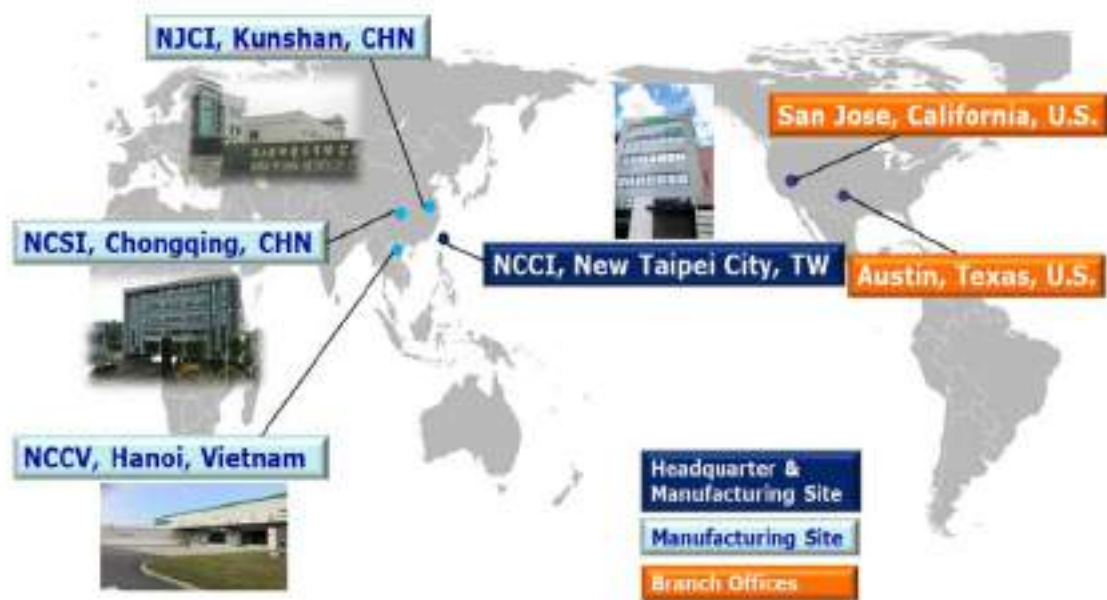 NJCI, Kunshan, CHN
San Jose, California, U.S.
NCSI, Chongqing, CHN
NCCI, New Taipei City, TW
Austin, Texas, U.S.
NCCV, Hanoi, Vietnam
Headquarter &
Manufacturing Site
Manufacturing Site
Branch Offices